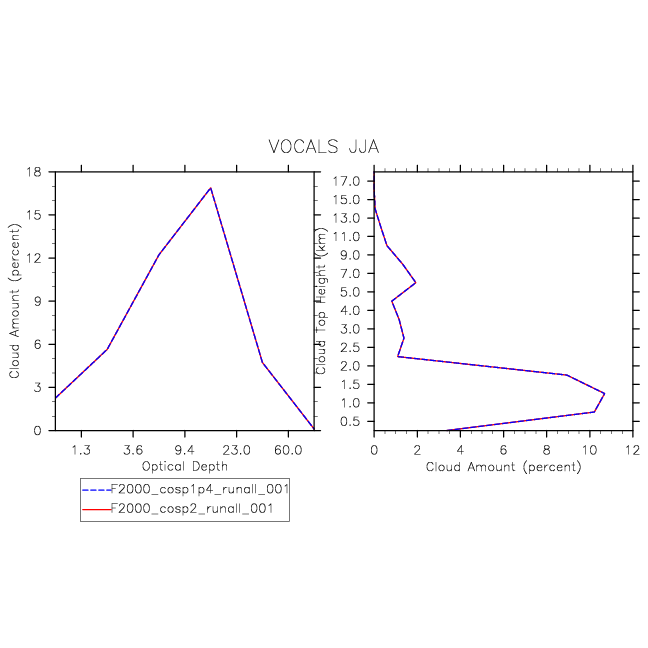 VOCALS JJA
Cloud Amount (percent)
18
15
12
9
6
3
0
1.3 3.6 9.4 23.0 60.0
Optical Depth
Cloud Top Height (km)
17.0
15.0
13.0
11.0
9.0
7.0
5.0
4.0
3.0
2.5
2.0
1.5
1.0
0.5
0 2 4 6 8 10 12
Cloud Amount (percent)
F2000_cosp1p4_runall_001
F2000_cosp2_runall_001